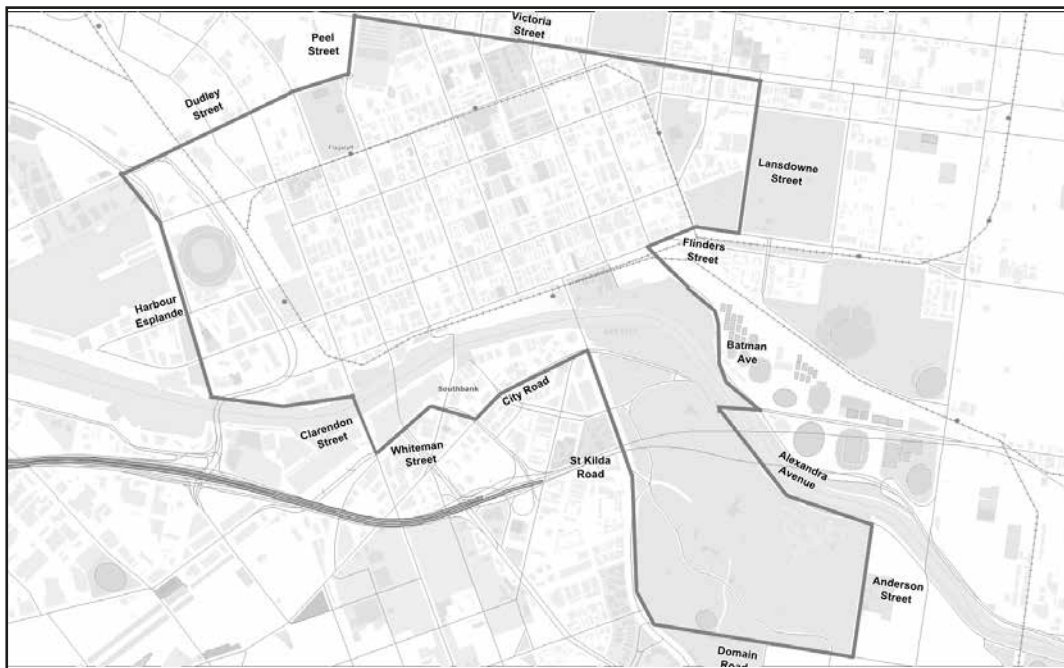 Victoria
Street
Peel
Street
Dudley
Street
Flagstaff
Lansdowne
Street
Flinders
Street
Harbour
Esplande
Batman
Ave
Southbank
City Road
Clarendon
Street
Whiteman
Street
St Kilda
Road
Alexandra
Avenue
Anderson
Street
Domain
Road